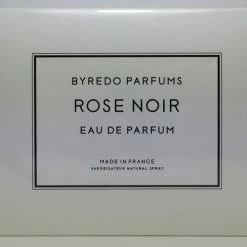 BYREDO PARFUMS
ROSE NOIR
EAU DE PARFUM
MADE IN FRANCE
VAPORISATEUR NATURAL SPRAY